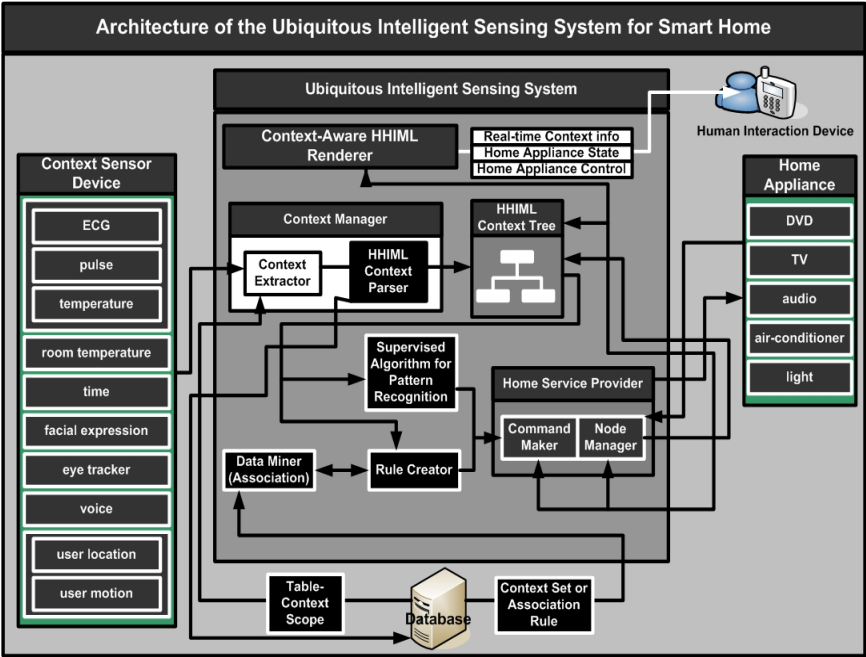 Architecture of the Ubiquitous Intelligent Sensing System for Smart Home
Ubiquitous Intelligent Sensing System
Human Interaction Device
Context-Aware HHIML
Renderer
Real-time Context info
Home Appliance State
Home Appliance Control
Context Sensor
Device
ECG
pulse
temperature
room temperature
time
facial expression
eye tracker
voice
user location
user motion
Context Manager
Context
Extractor
HHIML
Context
Parser
HHIML
Context Tree
Supervised
Algorithm for
Pattern
Recognition
Data Miner
(Association)
Rule Creator
Home Service Provider
Command
Maker
Node
Manager
Home
Appliance
DVD
TV
audio
air-conditioner
light
Table-
Context
Scope
Database
Context Set or
Association
Rule